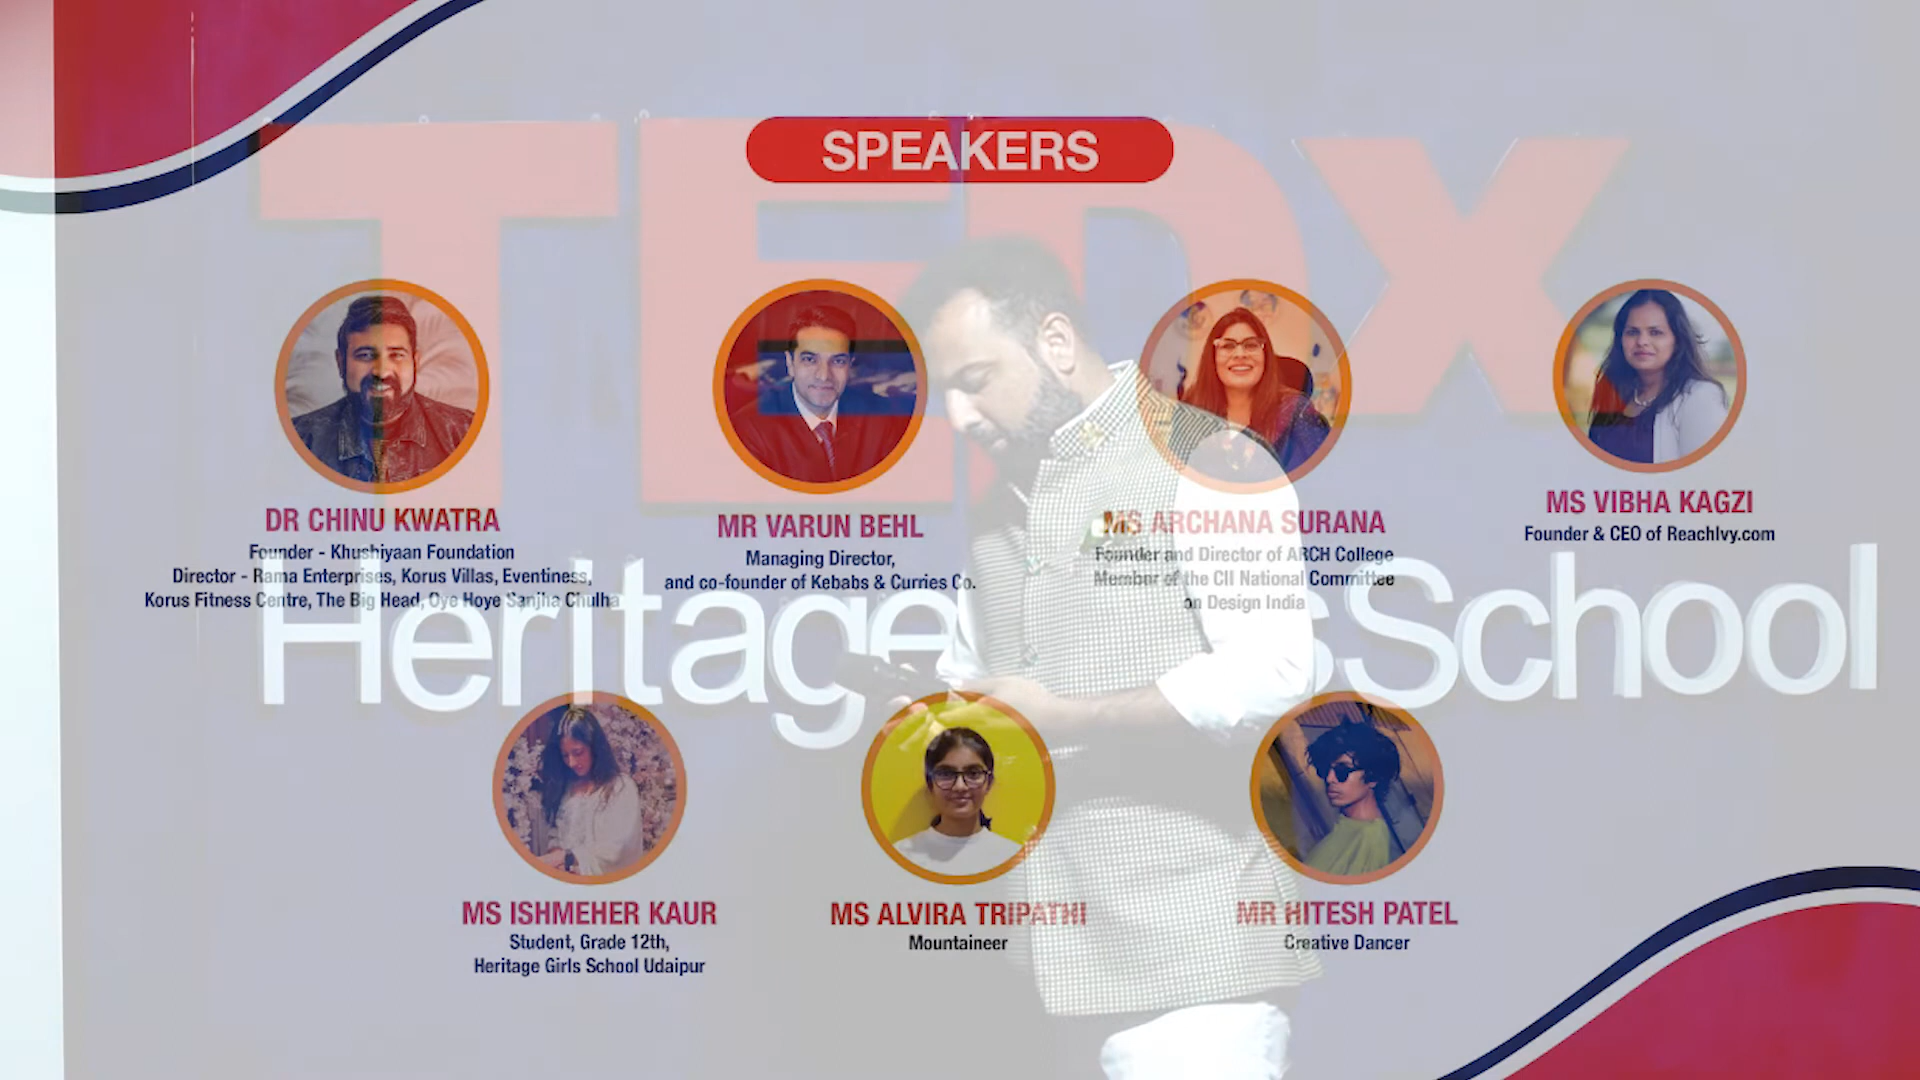 SPEAKERS
TEDx
DR CHINU KWATRA
Founder - Khushiyaan Foundation
Director - Rama Enterprises, Korus Villas, Eventiness,
Korus Fitness Centre, The Big Head, Oye Hoye Sanjha Chulha
MR VARUN BEHL
Managing Director,
and co-founder of Kebabs & Curries Co.
MS ARCHANA SURANA
Founder and Director of ARCH College
Member of the CII National Committee
on Design India
MS VIBHA KAGZI
Founder & CEO of ReachIvy.com
Heritage sSchool
MS ISHMEHER KAUR
Student, Grade 12th,
Heritage Girls School Udaipur
MS ALVIRA TRIPATHI
Mountaineer
MR HITESH PATEL
Creative Dancer